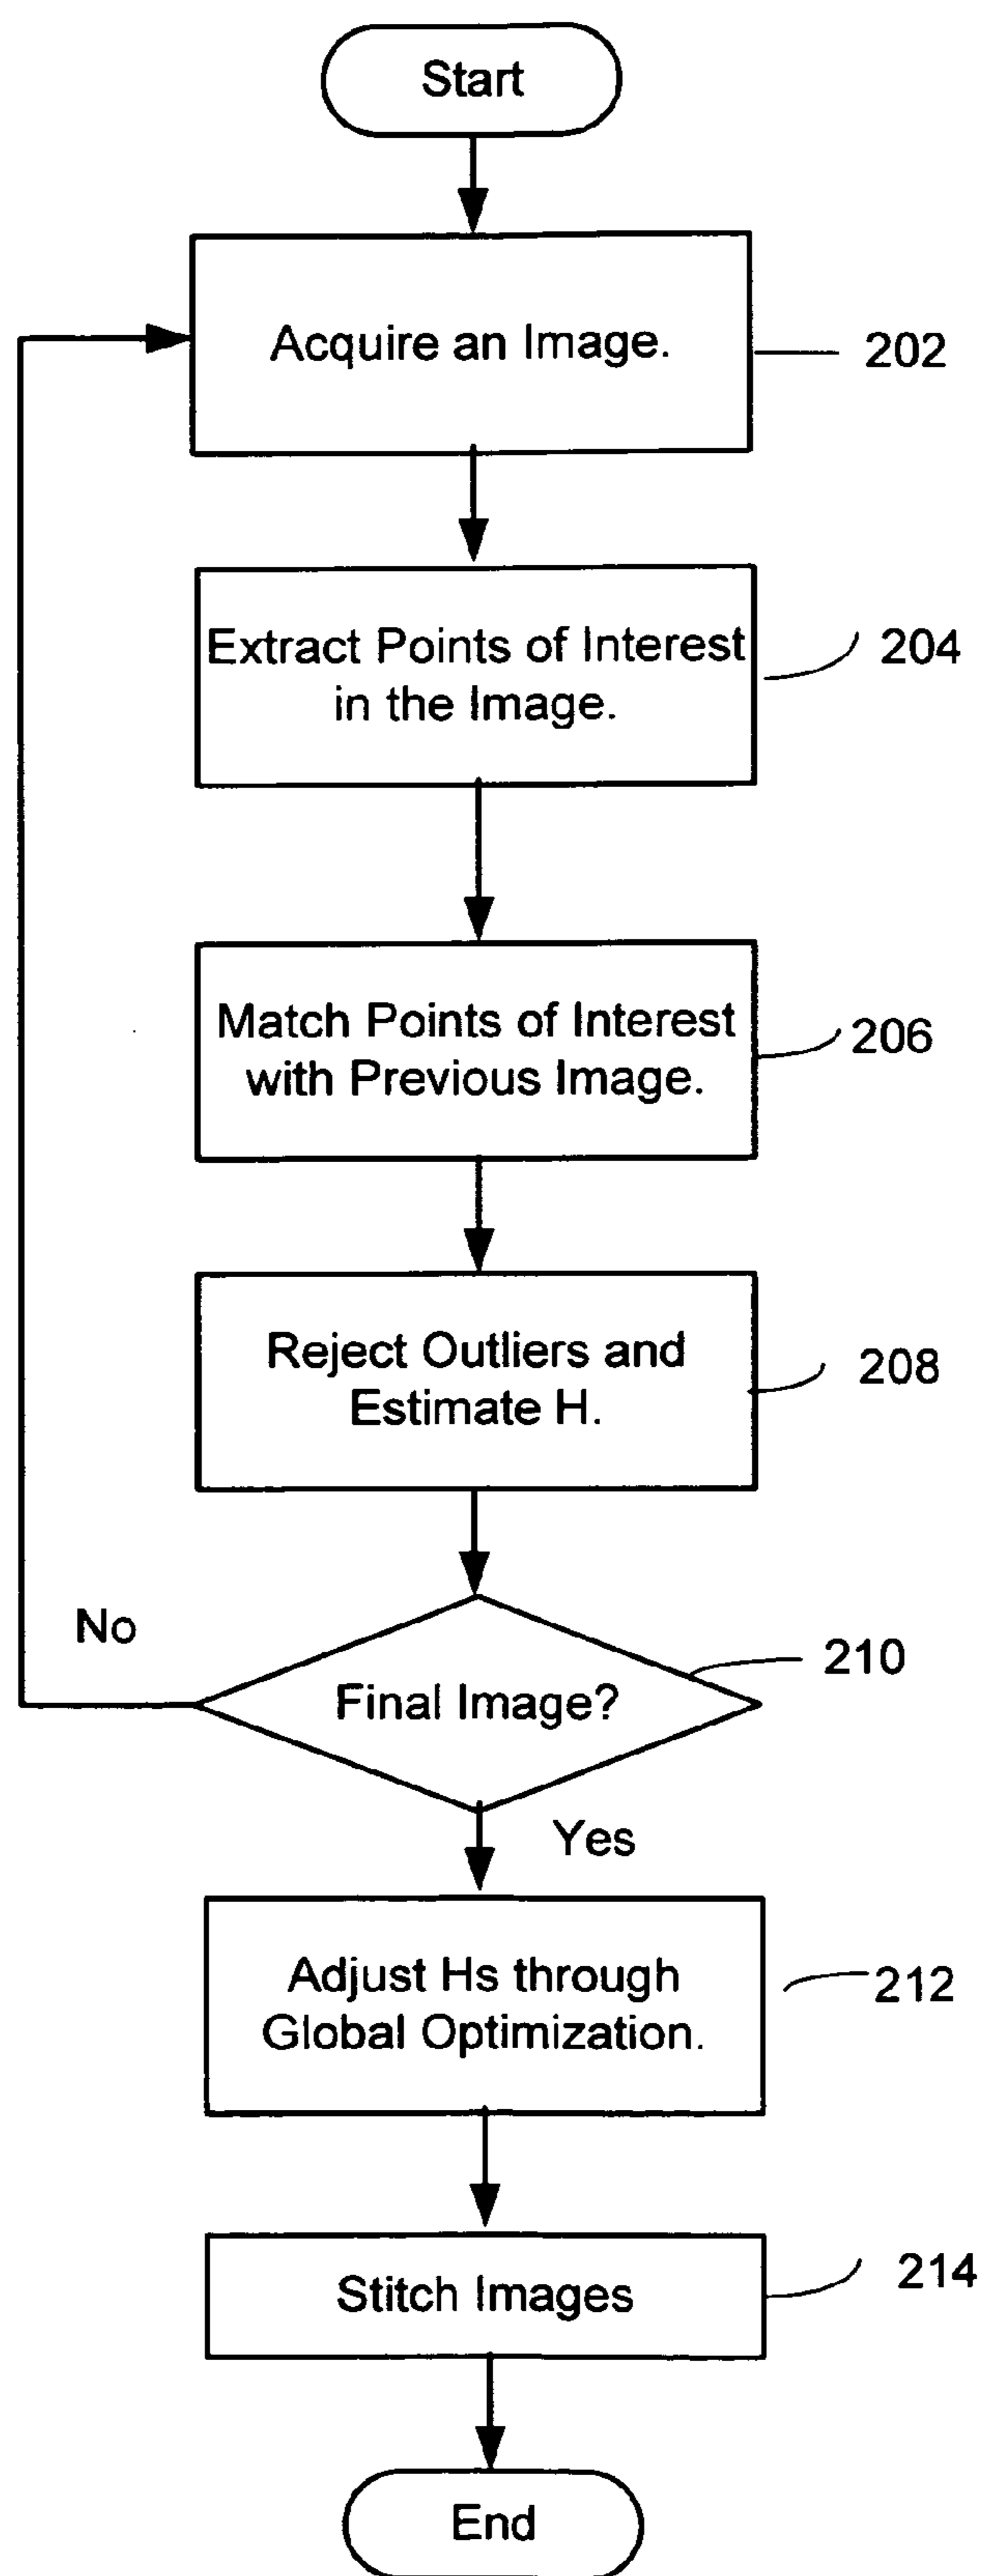 Start
Acquire an Image.
202
Extract Points of Interest
in the Image.
204
Match Points of Interest
with Previous Image.
206
Reject Outliers and
Estimate H.
208
No
Final Image?
210
Yes
Adjust Hs through
Global Optimization.
212
Stitch Images
214
End